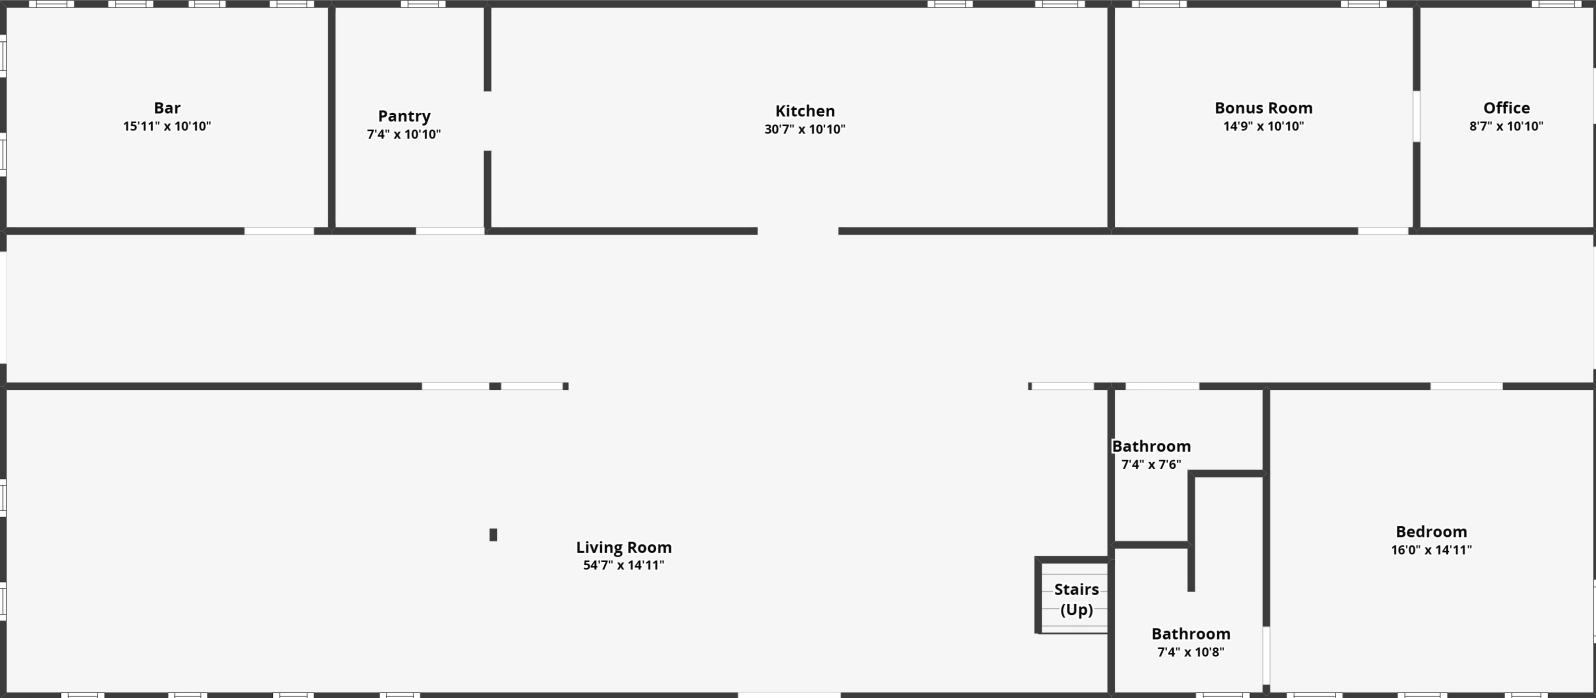 Bar
15'11" x 10'10"
Pantry
7'4" x 10'10"
Kitchen
30'7" x 10'10"
Bonus Room
14'9" x 10'10"
Office
8'7" x 10'10"
Bathroom
7'4" x 7'6"
Living Room
54'7" x 14'11"
Stairs
(Up)
Bathroom
7'4" x 10'8"
Bedroom
16'0" x 14'11"